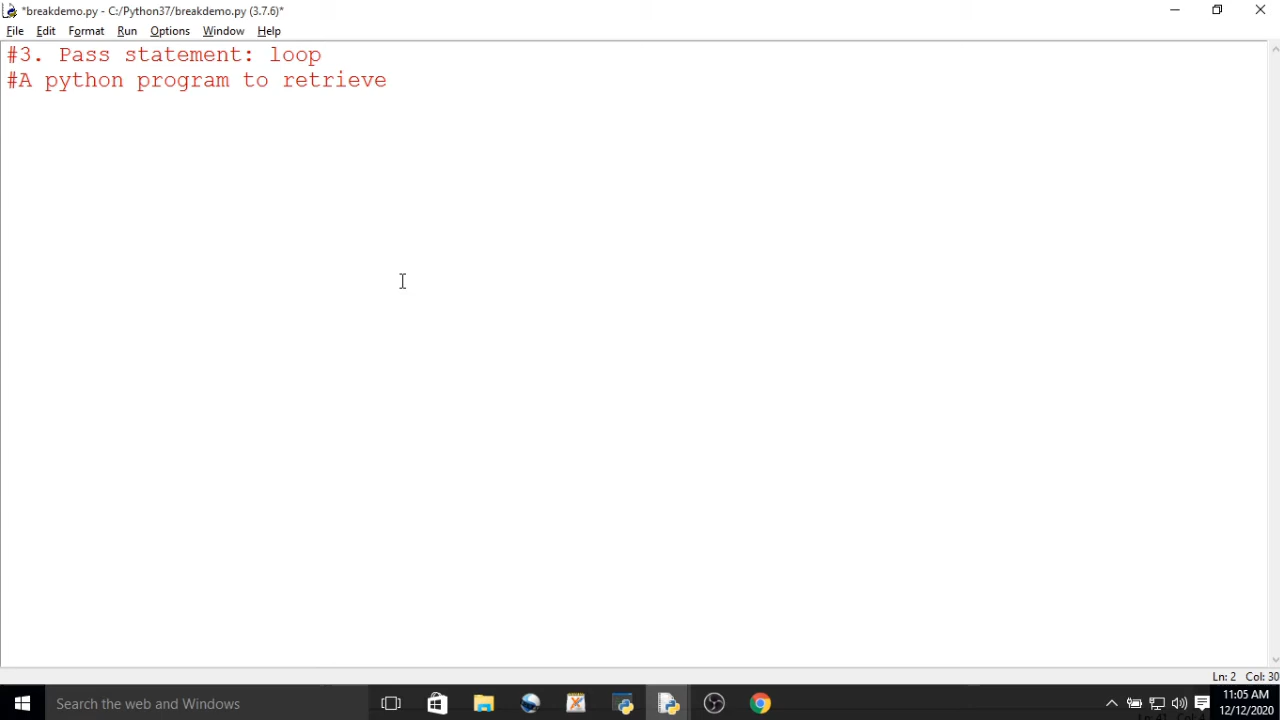 *breakdemo.py - C:/Python37/breakdemo.py (3.7.6)*
File Edit Format Run Options Window Help
#3. Pass statement: loop
#A python program to retrieve
Ln: 2 Col: 30
Search the web and Windows
11:05 AM
12/12/2020